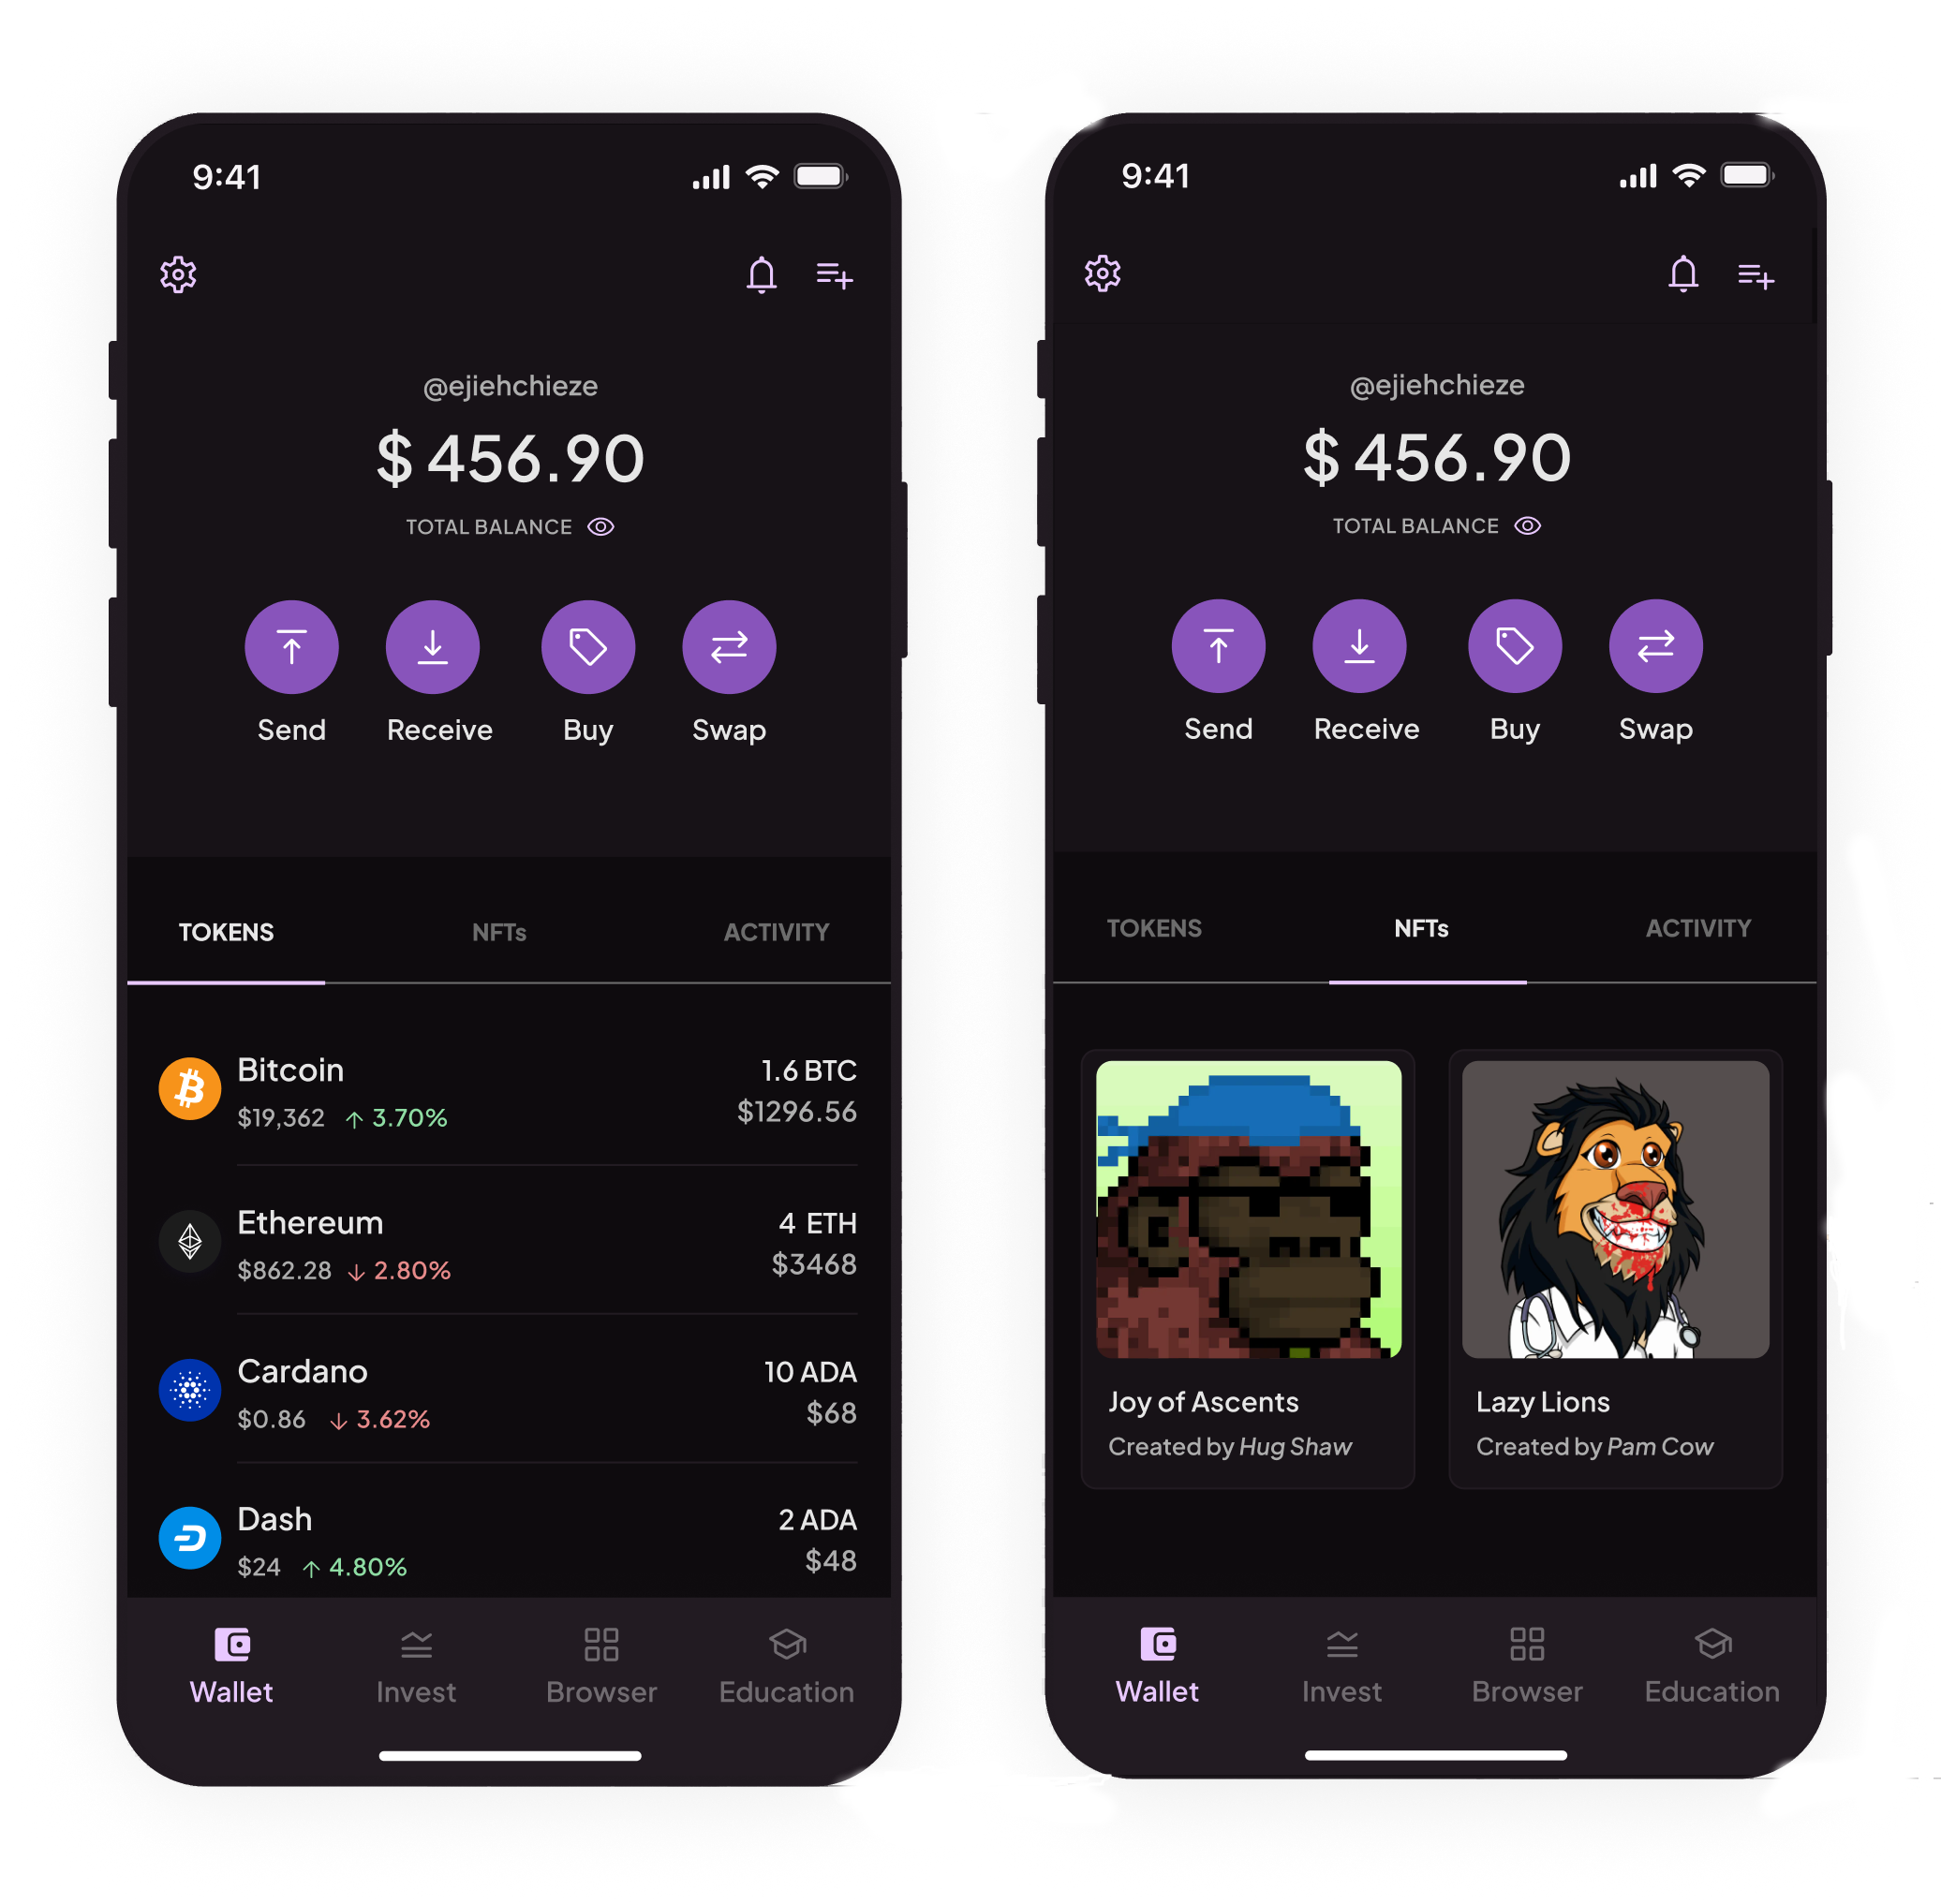 9:41
@ejiehchieze
$ 456.90
TOTAL BALANCE
Send Receive Buy Swap
TOKENS NFTs ACTIVITY
Bitcoin 1.6 BTC
$19,362 ↑ 3.70% $1296.56
Ethereum 4 ETH
$862.28 ↓ 2.80% $3468
Cardano 10 ADA
$0.86 ↓ 3.62% $68
Dash 2 ADA
$24 ↑ 4.80% $48
Wallet Invest Browser Education
9:41
@ejiehchieze
$ 456.90
TOTAL BALANCE
Send Receive Buy Swap
TOKENS NFTs ACTIVITY
Joy of Ascents
Created by Hug Shaw
Lazy Lions
Created by Pam Cow
Wallet Invest Browser Education